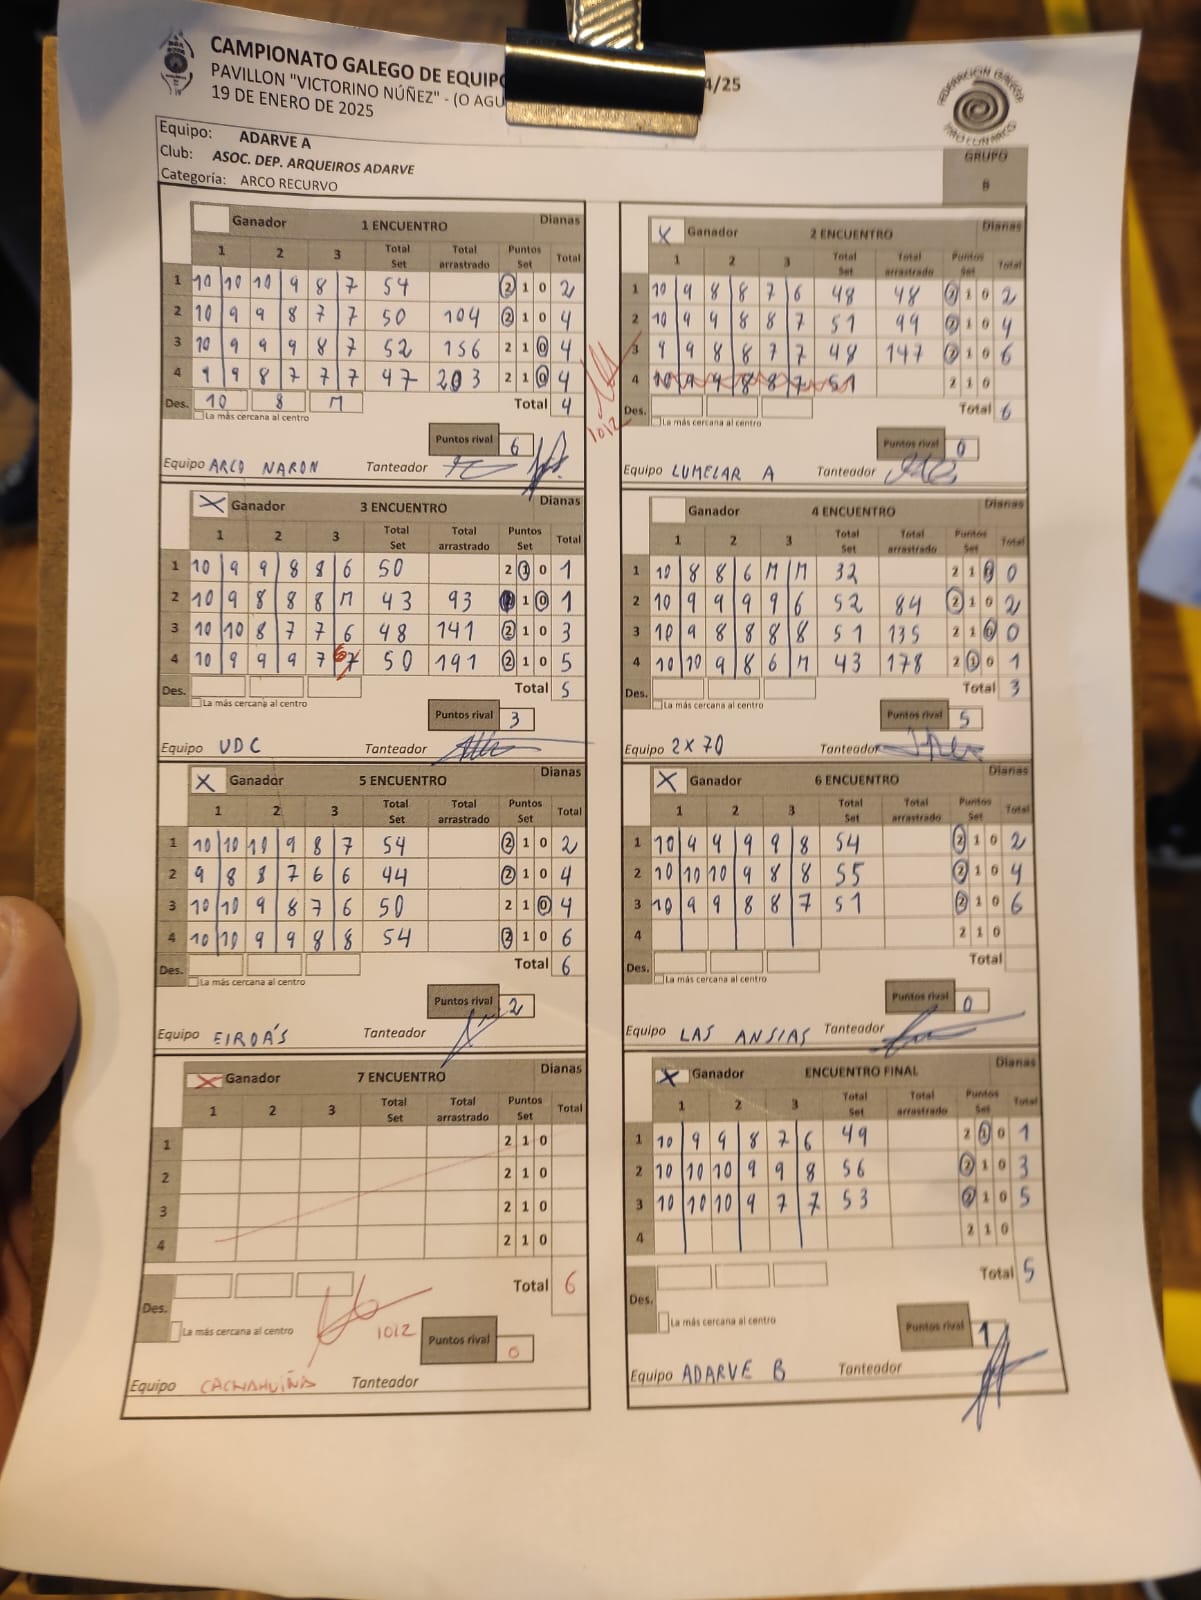 CAMPIONATO GALEGO DE EQUIPO 4/25
PAVILLON "VICTORINO NÚÑEZ" - (O AGU
19 DE ENERO DE 2025
FEDERACIÓN GALEGA TIRO CON ARCO
Equipo: ADARVE A
Club: ASOC. DEP. ARQUEIROS ADARVE
Categoría: ARCO RECURVO
GRUPO
B
Ganador 1 ENCUENTRO Dianas
1 2 3 Total Set Total arrastrado Puntos Set Total
1 10 10 10 9 8 7 54 2 1 0 2
2 10 9 9 8 7 7 50 104 2 1 0 4
3 10 9 9 9 8 7 52 156 2 1 0 4
4 9 9 8 7 7 7 47 203 2 1 0 4
Des. 10 8 M Total 4
La más cercana al centro
Puntos rival 6
Equipo ARCO NARON Tanteador
X Ganador 2 ENCUENTRO Dianas
1 2 3 Total Set Total arrastrado Puntos Set Total
1 10 9 8 8 7 6 48 48 2 1 0 2
2 10 9 9 8 8 7 51 99 2 1 0 4
3 9 9 8 8 7 7 48 147 2 1 0 6
4 10 9 9 8 8 7 51 2 1 0
Des. Total 6
La más cercana al centro
1012
Puntos rival 0
Equipo LUMELAR A Tanteador
X Ganador 3 ENCUENTRO Dianas
1 2 3 Total Set Total arrastrado Puntos Set Total
1 10 9 9 8 8 6 50 2 1 0 1
2 10 9 8 8 8 M 43 93 2 1 0 1
3 10 10 8 7 7 6 48 141 2 1 0 3
4 10 9 9 9 7 6 7 50 191 2 1 0 5
Des. Total 5
La más cercana al centro
Puntos rival 3
Equipo UDC Tanteador
Ganador 4 ENCUENTRO Dianas
1 2 3 Total Set Total arrastrado Puntos Set Total
1 10 8 8 6 M M 32 2 1 0 0
2 10 9 9 9 9 6 52 84 2 1 0 2
3 10 9 8 8 8 8 51 135 2 1 0 0
4 10 10 9 8 6 M 43 178 2 1 0 1
Des. Total 3
La más cercana al centro
Puntos rival 5
Equipo 2X70 Tanteador
X Ganador 5 ENCUENTRO Dianas
1 2 3 Total Set Total arrastrado Puntos Set Total
1 10 10 10 9 8 7 54 2 1 0 2
2 9 8 8 7 6 6 44 2 1 0 4
3 10 10 9 8 7 6 50 2 1 0 4
4 10 10 9 9 8 8 54 2 1 0 6
Des. Total 6
La más cercana al centro
Puntos rival 2
Equipo EIROÁS Tanteador
X Ganador 6 ENCUENTRO Dianas
1 2 3 Total Set Total arrastrado Puntos Set Total
1 10 9 9 9 9 8 54 2 1 0 2
2 10 10 10 9 8 8 55 2 1 0 4
3 10 9 9 8 8 7 51 2 1 0 6
4 2 1 0
Des. Total
La más cercana al centro
Puntos rival 0
Equipo LAS ANSIAS Tanteador
X Ganador 7 ENCUENTRO Dianas
1 2 3 Total Set Total arrastrado Puntos Set Total
1 2 1 0
2 2 1 0
3 2 1 0
4 2 1 0
Des. Total 6
La más cercana al centro
1012
Puntos rival 0
Equipo CACHAMUIÑA Tanteador
X Ganador ENCUENTRO FINAL Dianas
1 2 3 Total Set Total arrastrado Puntos Set Total
1 10 9 9 8 7 6 49 2 1 0 1
2 10 10 10 9 9 8 56 2 1 0 3
3 10 10 10 9 7 7 53 2 1 0 5
4 2 1 0
Des. Total 5
La más cercana al centro
Puntos rival 1
Equipo ADARVE B Tanteador